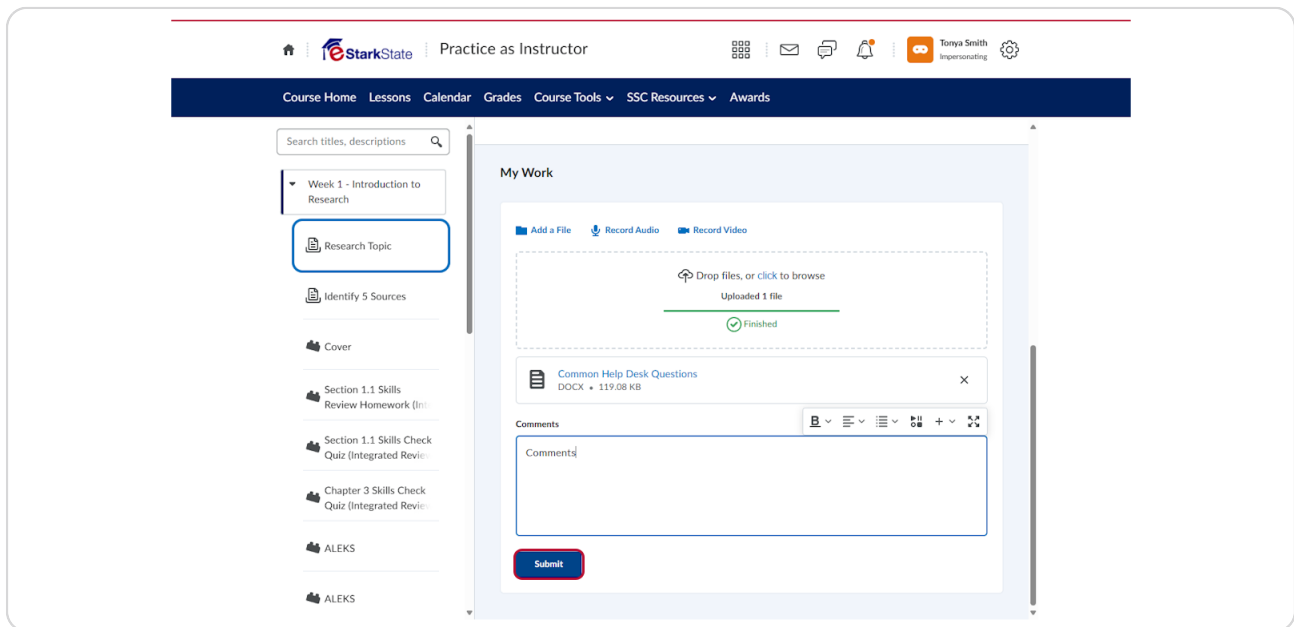 eStarkState
Practice as Instructor
Tonya Smith
Impersonating
Course Home Lessons Calendar Grades Course Tools SSC Resources Awards
Search titles, descriptions
Week 1 - Introduction to
Research
Research Topic
Identify 5 Sources
Cover
Section 1.1 Skills
Review Homework (Int
Section 1.1 Skills Check
Quiz (Integrated Revie
Chapter 3 Skills Check
Quiz (Integrated Revie
ALEKS
ALEKS
My Work
Add a File Record Audio Record Video
Drop files, or click to browse
Uploaded 1 file
Finished
Common Help Desk Questions
DOCX • 119.08 KB
Comments
B
Comments
Submit